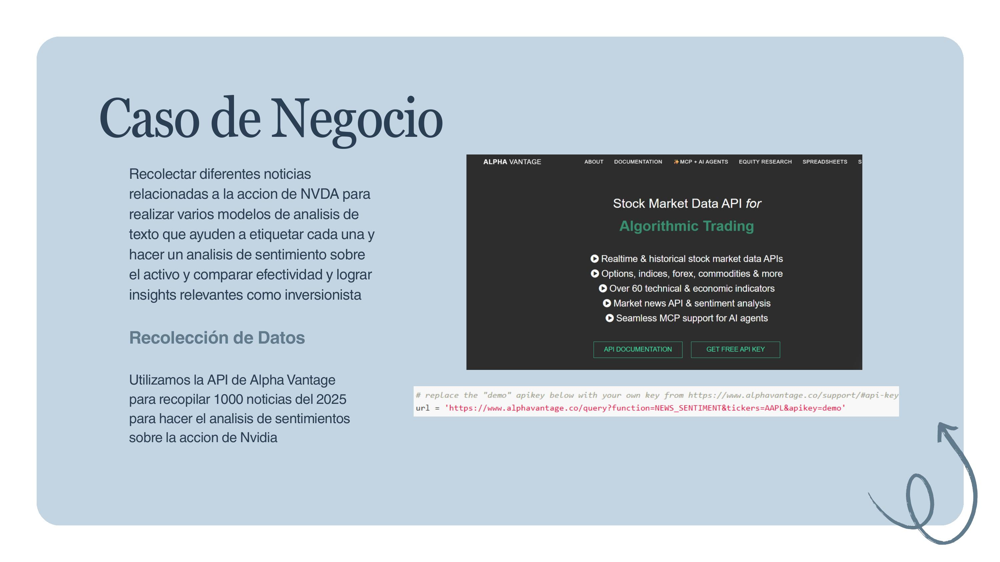 Caso de Negocio
Recolectar diferentes noticias
relacionadas a la accion de NVDA para
realizar varios modelos de analisis de
texto que ayuden a etiquetar cada una y
hacer un analisis de sentimiento sobre
el activo y comparar efectividad y lograr
insights relevantes como inversionista
Recolección de Datos
Utilizamos la API de Alpha Vantage
para recopilar 1000 noticias del 2025
para hacer el analisis de sentimientos
sobre la accion de Nvidia
ALPHA VANTAGE ABOUT DOCUMENTATION ✨MCP + AI AGENTS EQUITY RESEARCH SPREADSHEETS S
Stock Market Data API for
Algorithmic Trading
Realtime & historical stock market data APIs
Options, indices, forex, commodities & more
Over 60 technical & economic indicators
Market news API & sentiment analysis
Seamless MCP support for AI agents
API DOCUMENTATION GET FREE API KEY
# replace the "demo" apikey below with your own key from https://www.alphavantage.co/support/#api-key
url = 'https://www.alphavantage.co/query?function=NEWS_SENTIMENT&tickers=AAPL&apikey=demo'